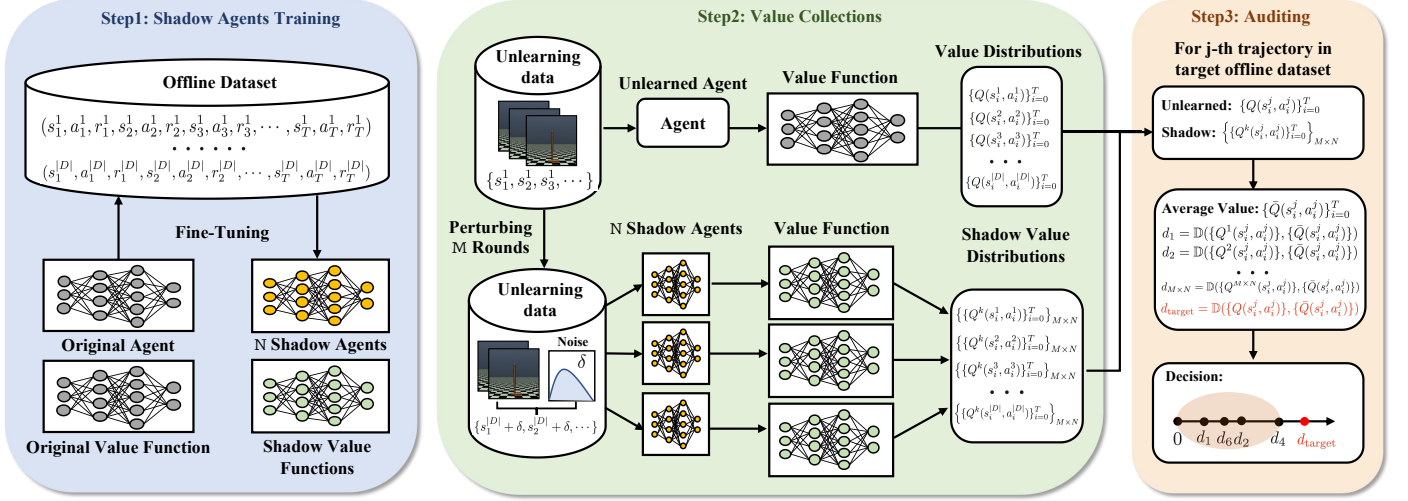 Step1: Shadow Agents Training
Offline Dataset
(s_1^1, a_1^1, r_1^1, s_2^1, a_2^1, r_2^1, s_3^1, a_3^1, r_3^1, ⋯, s_T^1, a_T^1, r_T^1)
· · · · · ·
(s_1^{|D|}, a_1^{|D|}, r_1^{|D|}, s_2^{|D|}, a_2^{|D|}, r_2^{|D|}, ⋯, s_T^{|D|}, a_T^{|D|}, r_T^{|D|})
Fine-Tuning
Original Agent
N Shadow Agents
Original Value Function
Shadow Value
Functions
Step2: Value Collections
Unlearning
data
{s_1^1, s_2^1, s_3^1, ⋯}
Unlearned Agent
Agent
Value Function
Value Distributions
{Q(s_i^1, a_i^1)}_{i=0}^T
{Q(s_i^2, a_i^2)}_{i=0}^T
{Q(s_i^3, a_i^3)}_{i=0}^T
· · ·
{Q(s_i^{|D|}, a_i^{|D|})}_{i=0}^T
Perturbing
M Rounds
Unlearning
data
Noise
δ
{s_1^{|D|} + δ, s_2^{|D|} + δ, ⋯}
N Shadow Agents
Value Function
Shadow Value
Distributions
{{Q^k(s_i^1, a_i^1)}_{i=0}^T}_{M×N}
{{Q^k(s_i^2, a_i^2)}_{i=0}^T}_{M×N}
{{Q^k(s_i^3, a_i^3)}_{i=0}^T}_{M×N}
· · ·
{{Q^k(s_i^{|D|}, a_i^{|D|})}_{i=0}^T}_{M×N}
Step3: Auditing
For j-th trajectory in
target offline dataset
Unlearned: {Q(s_i^j, a_i^j)}_{i=0}^T
Shadow: {{Q^k(s_i^j, a_i^j)}_{i=0}^T}_{M×N}
Average Value: {Q̄(s_i^j, a_i^j)}_{i=0}^T
d_1 = 𝔻({Q^1(s_i^j, a_i^j)}, {Q̄(s_i^j, a_i^j)})
d_2 = 𝔻({Q^2(s_i^j, a_i^j)}, {Q̄(s_i^j, a_i^j)})
· · ·
d_{M×N} = 𝔻({Q^{M×N}(s_i^j, a_i^j)}, {Q̄(s_i^j, a_i^j)})
d_target = 𝔻({Q(s_i^j, a_i^j)}, {Q̄(s_i^j, a_i^j)})
Decision:
0 d_1 d_6 d_2 d_4 d_target